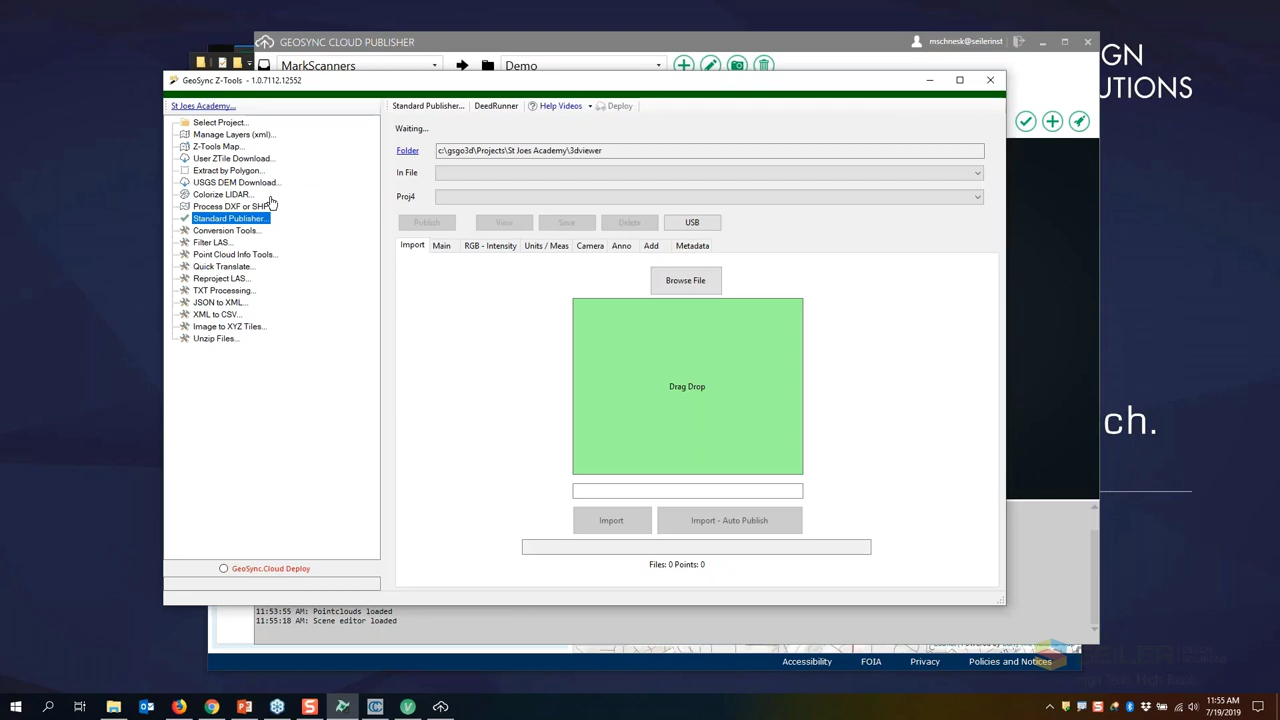 GEOSYNC CLOUD PUBLISHER
mschnesk@seilerinst
MarkScanners
Demo
GeoSync Z-Tools - 1.0.7112.12552
IGN
UTIONS
St Joes Academy...
Standard Publisher...
DeedRunner
Help Videos
Deploy
Select Project...
Manage Layers (xml)...
Z-Tools Map...
User ZTile Download...
Extract by Polygon...
USGS DEM Download...
Colorize LIDAR...
Process DXF or SHP
Standard Publisher...
Conversion Tools...
Filter LAS...
Point Cloud Info Tools...
Quick Translate...
Reproject LAS...
TXT Processing...
JSON to XML...
XML to CSV...
Image to XYZ Tiles...
Unzip Files...
GeoSync.Cloud Deploy
Waiting...
Folder
c:\gsgo3d\Projects\St Joes Academy\3dviewer
In File
Proj4
Publish
View
Save
Delete
USB
Import
Main
RGB - Intensity
Units / Meas
Camera
Anno
Add
Metadata
Browse File
Drag Drop
Import
Import - Auto Publish
Files: 0 Points: 0
ch.
11:53:55 AM: Pointclouds loaded
11:55:18 AM: Scene editor loaded
Accessibility
FOIA
Privacy
Policies and Notices
SEILER
11:55 AM
7/19/2019